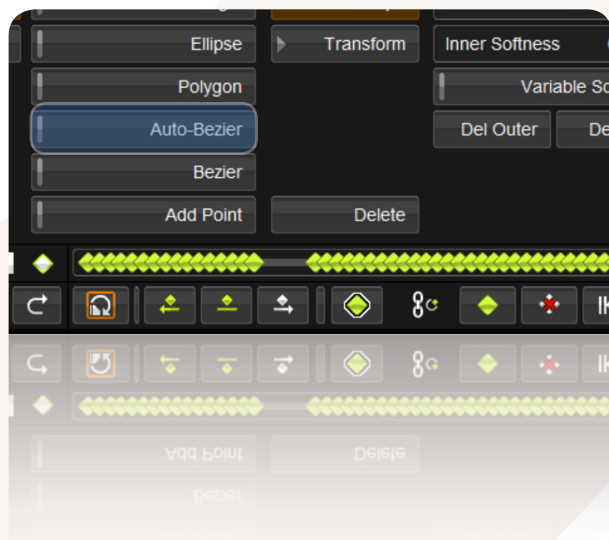 Ellipse Transform Inner Softness
Polygon Variable So
Auto-Bezier Del Outer De
Bezier
Add Point Delete
Add Point Delete
Bezier